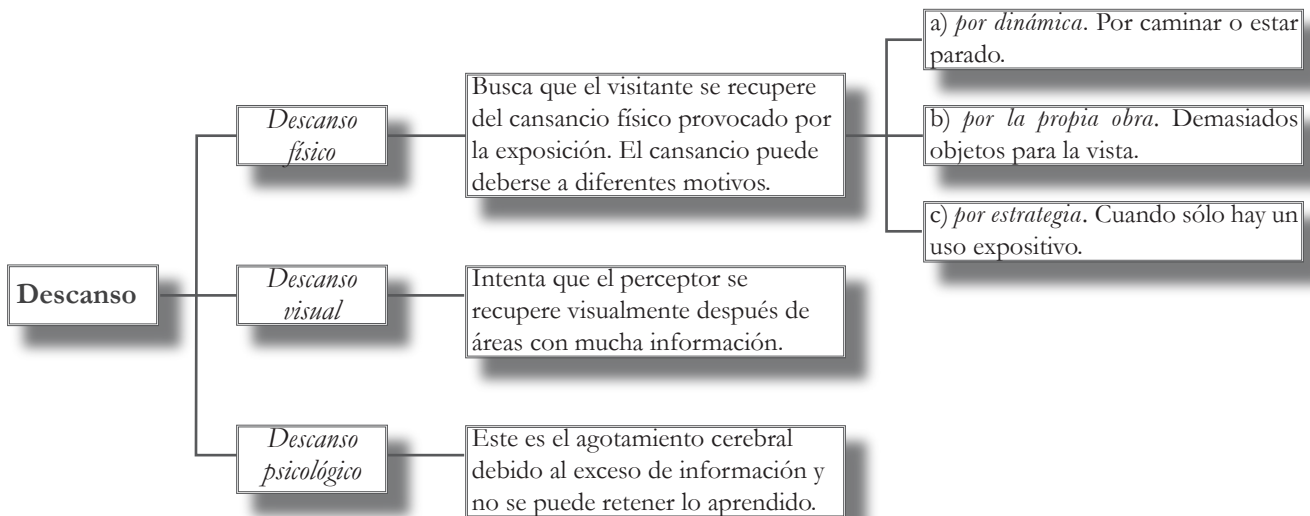 Descanso
Descanso
físico
Busca que el visitante se recupere
del cansancio físico provocado por
la exposición. El cansancio puede
deberse a diferentes motivos.
a) por dinámica. Por caminar o estar
parado.
b) por la propia obra. Demasiados
objetos para la vista.
c) por estrategia. Cuando sólo hay un
uso expositivo.
Descanso
visual
Intenta que el perceptor se
recupere visualmente después de
áreas con mucha información.
Descanso
psicológico
Este es el agotamiento cerebral
debido al exceso de información y
no se puede retener lo aprendido.